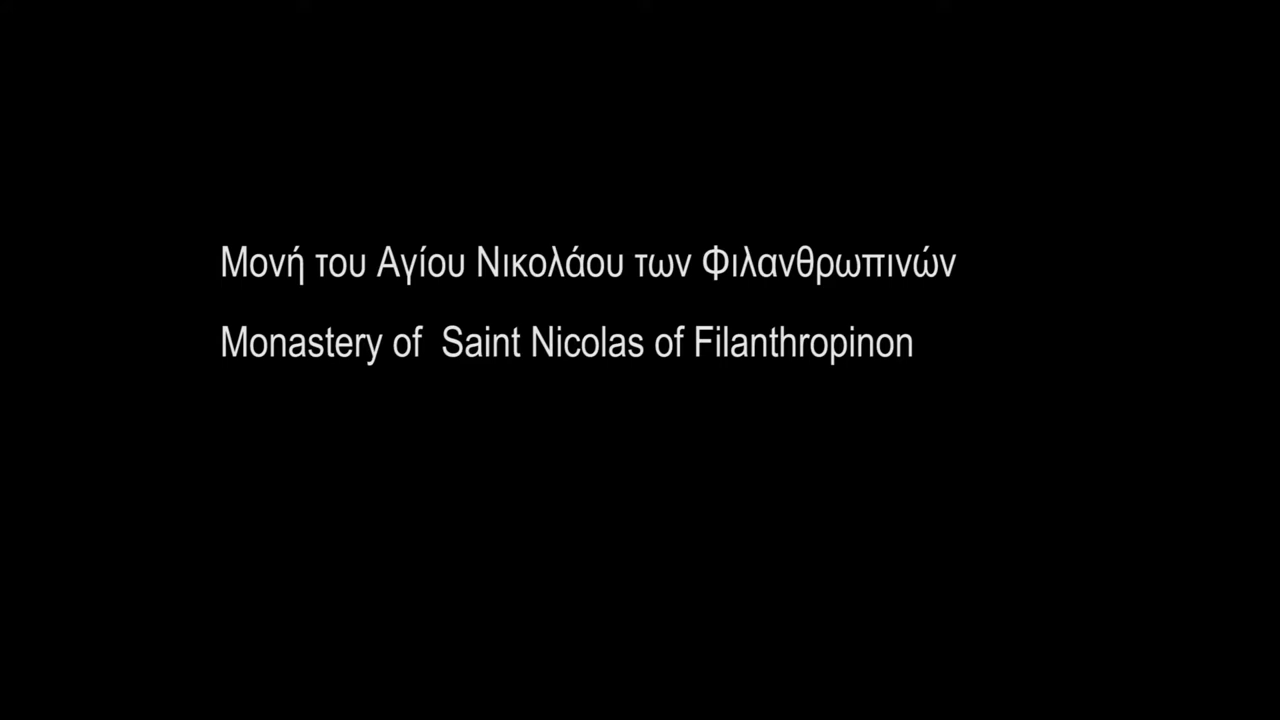 Μονή του Αγίου Νικολάου των Φιλανθρωπινών
Monastery of  Saint Nicolas of Filanthropinon